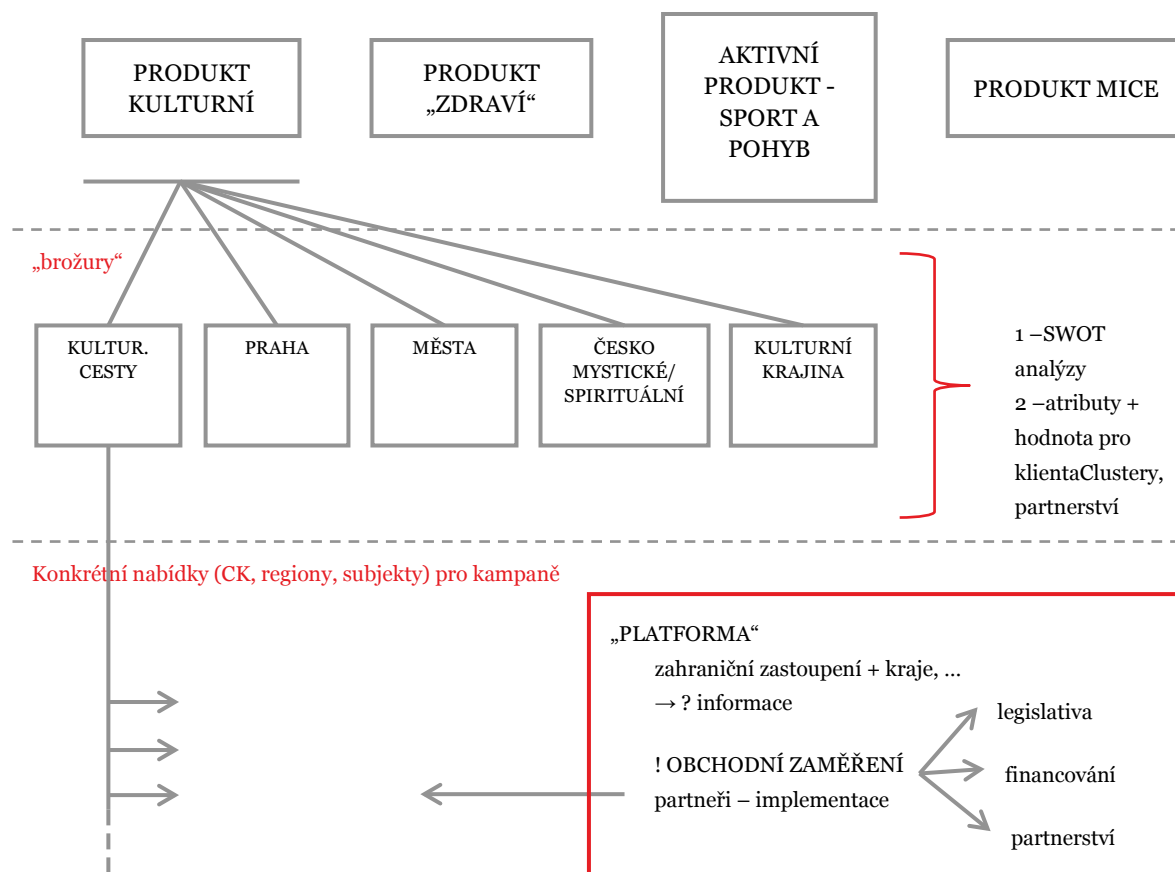 PRODUKT
KULTURNÍ
PRODUKT
„ZDRAVÍ“
AKTIVNÍ
PRODUKT -
SPORT A
POHYB
PRODUKT MICE
„brožury“
KULTUR.
CESTY
PRAHA
MĚSTA
ČESKO
MYSTICKÉ/
SPIRITUÁLNÍ
KULTURNÍ
KRAJINA
1 –SWOT
analýzy
2 –atributy +
hodnota pro
klientaClustery,
partnerství
Konkrétní nabídky (CK, regiony, subjekty) pro kampaně
„PLATFORMA“
zahraniční zastoupení + kraje, ...
→ ? informace
! OBCHODNÍ ZAMĚŘENÍ
partneři – implementace
legislativa
financování
partnerství